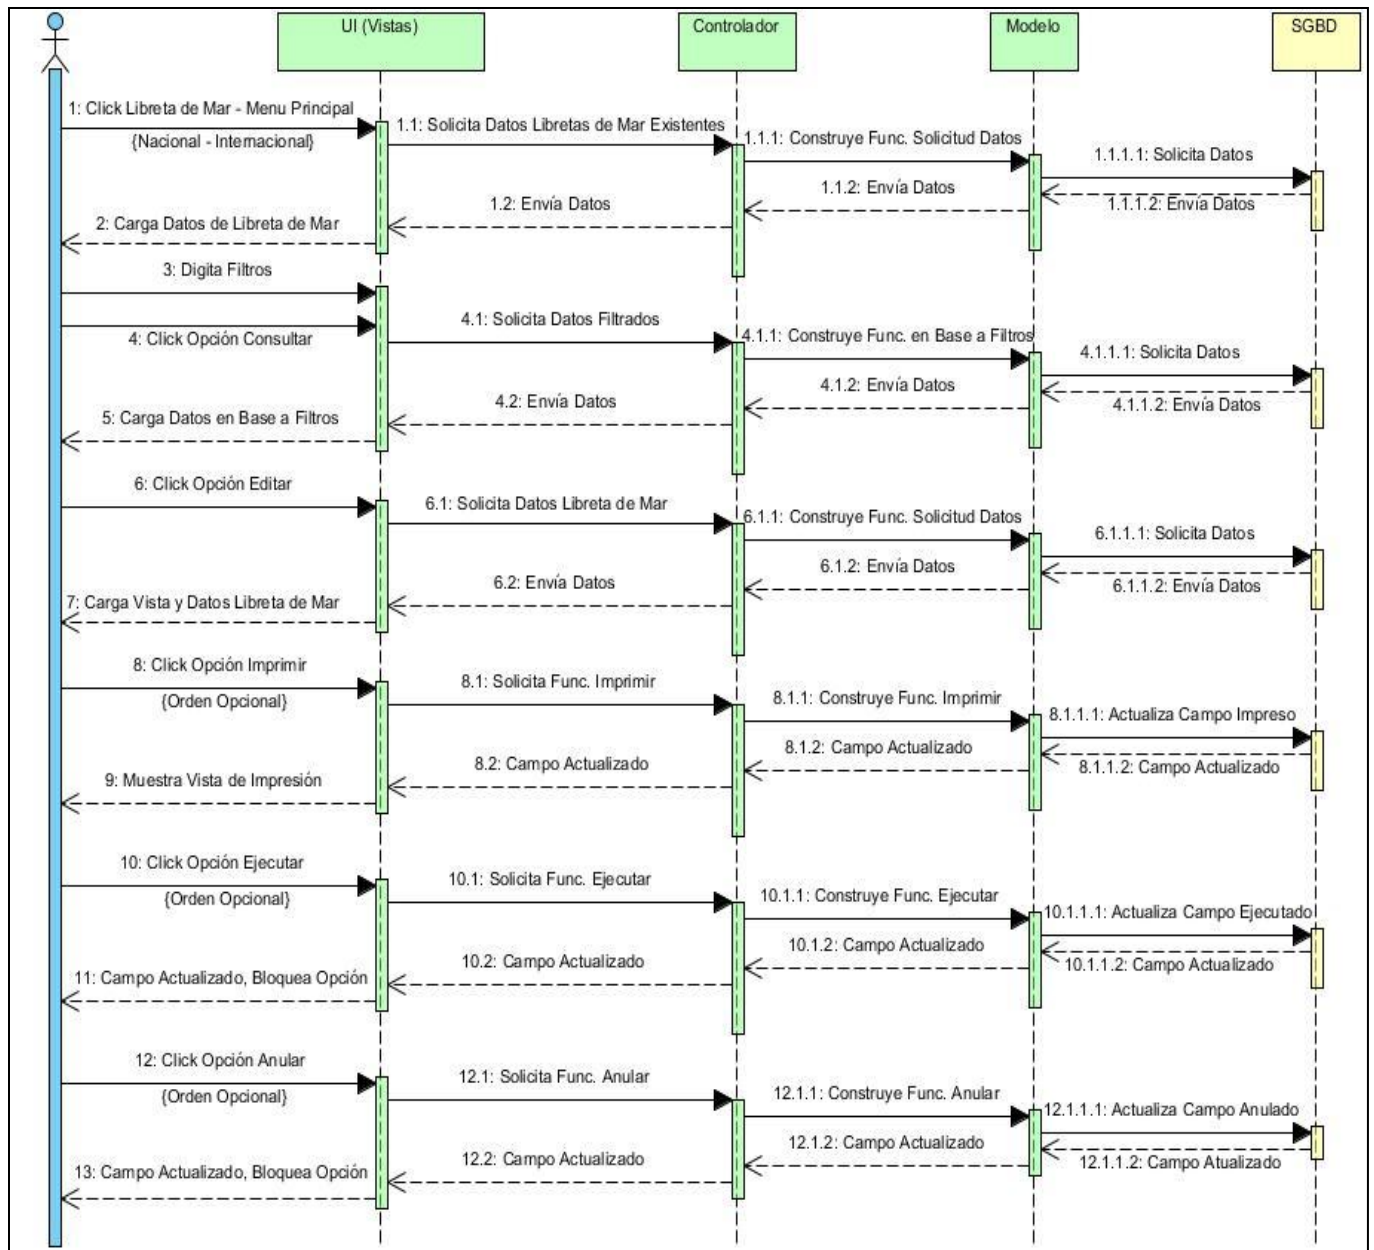 UI (Vistas)
Controlador
Modelo
SGBD
1: Click Libreta de Mar - Menu Principal
{Nacional - Internacional}
1.1: Solicita Datos Libretas de Mar Existentes
1.1.1: Construye Func. Solicitud Datos
1.1.1.1: Solicita Datos
1.1.1.2: Envía Datos
1.1.2: Envía Datos
1.2: Envía Datos
2: Carga Datos de Libreta de Mar
3: Digita Filtros
4: Click Opción Consultar
4.1: Solicita Datos Filtrados
4.1.1: Construye Func. en Base a Filtros
4.1.1.1: Solicita Datos
4.1.1.2: Envía Datos
4.1.2: Envía Datos
4.2: Envía Datos
5: Carga Datos en Base a Filtros
6: Click Opción Editar
6.1: Solicita Datos Libreta de Mar
6.1.1: Construye Func. Solicitud Datos
6.1.1.1: Solicita Datos
6.1.1.2: Envía Datos
6.1.2: Envía Datos
6.2: Envía Datos
7: Carga Vista y Datos Libreta de Mar
8: Click Opción Imprimir
{Orden Opcional}
8.1: Solicita Func. Imprimir
8.1.1: Construye Func. Imprimir
8.1.1.1: Actualiza Campo Impreso
8.1.1.2: Campo Actualizado
8.1.2: Campo Actualizado
8.2: Campo Actualizado
9: Muestra Vista de Impresión
10: Click Opción Ejecutar
{Orden Opcional}
10.1: Solicita Func. Ejecutar
10.1.1: Construye Func. Ejecutar
10.1.1.1: Actualiza Campo Ejecutado
10.1.1.2: Campo Actualizado
10.1.2: Campo Actualizado
10.2: Campo Actualizado
11: Campo Actualizado, Bloquea Opción
12: Click Opción Anular
{Orden Opcional}
12.1: Solicita Func. Anular
12.1.1: Construye Func. Anular
12.1.1.1: Actualiza Campo Anulado
12.1.1.2: Campo Atualizado
12.1.2: Campo Actualizado
12.2: Campo Actualizado
13: Campo Actualizado, Bloquea Opción